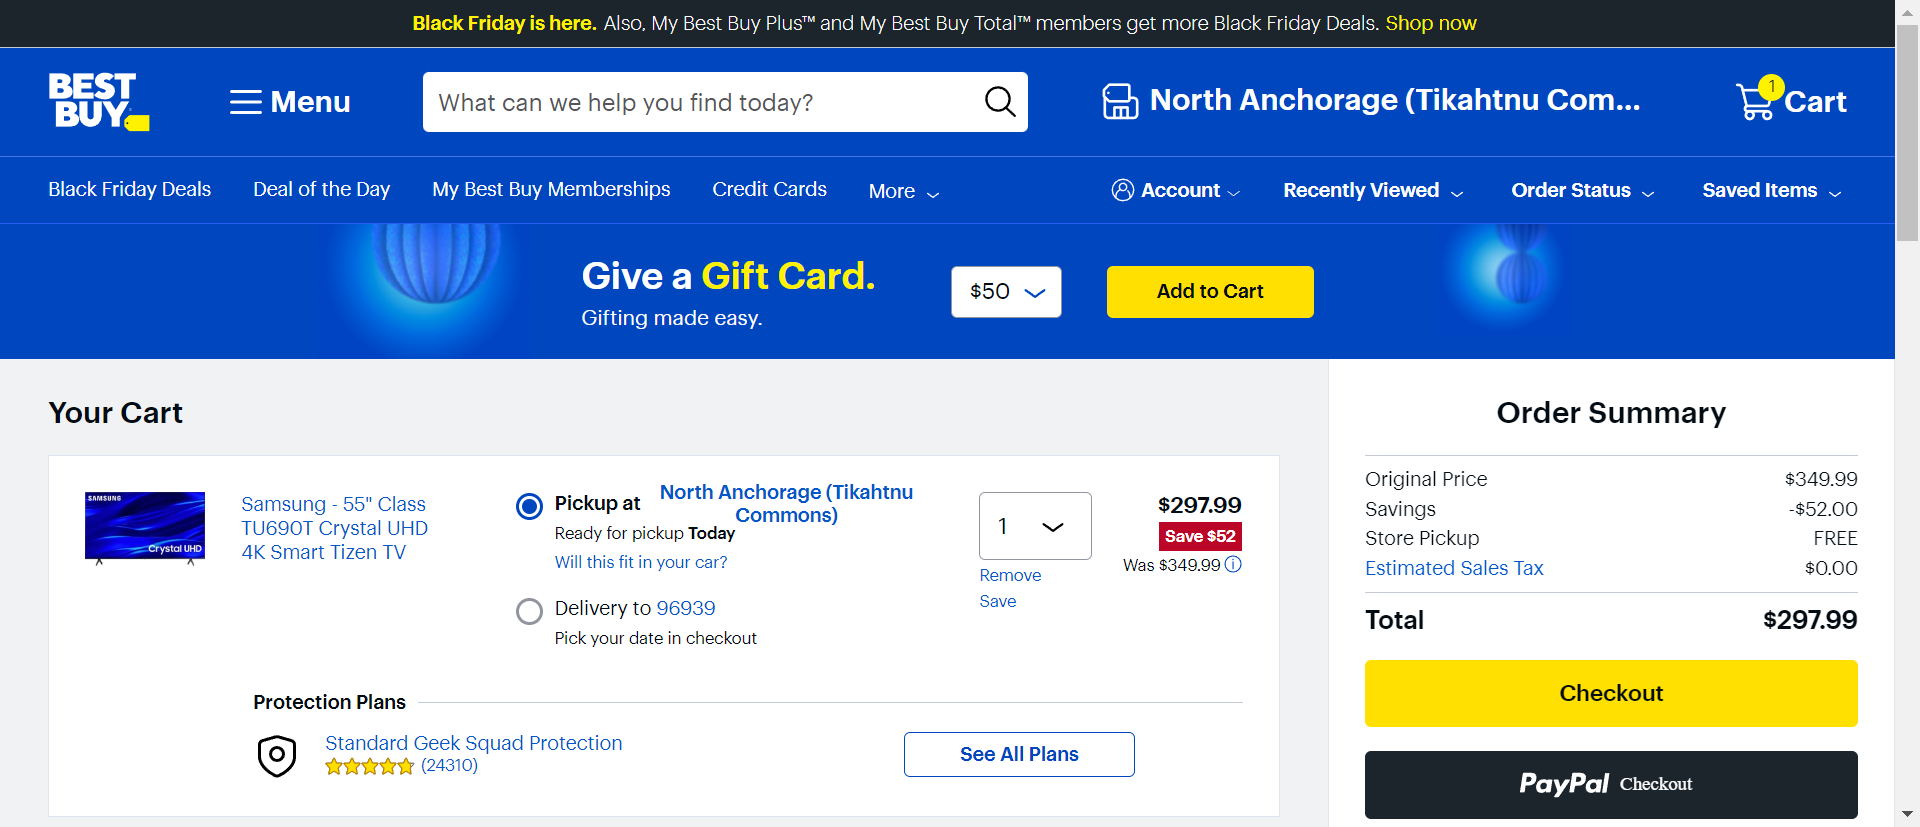 Black Friday is here. Also, My Best Buy Plus™ and My Best Buy Total™ members get more Black Friday Deals. Shop now
BEST
BUY
Menu
What can we help you find today?
North Anchorage (Tikahtnu Com...
1
Cart
Black Friday Deals
Deal of the Day
My Best Buy Memberships
Credit Cards
More
Account
Recently Viewed
Order Status
Saved Items
Give a Gift Card.
Gifting made easy.
$50
Add to Cart
Your Cart
SAMSUNG
Crystal UHD
Samsung - 55" Class
TU690T Crystal UHD
4K Smart Tizen TV
Pickup at North Anchorage (Tikahtnu
Commons)
Ready for pickup Today
Will this fit in your car?
Delivery to 96939
Pick your date in checkout
1
Remove
Save
$297.99
Save $52
Was $349.99
Protection Plans
Standard Geek Squad Protection
(24310)
See All Plans
Order Summary
Original Price $349.99
Savings -$52.00
Store Pickup FREE
Estimated Sales Tax $0.00
Total $297.99
Checkout
PayPal Checkout